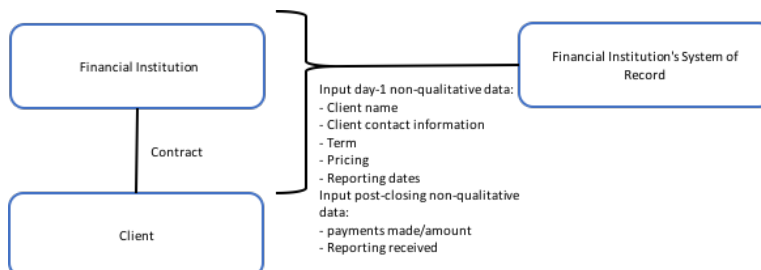 Financial Institution
Financial Institution's System of
Record
Input day-1 non-qualitative data:
- Client name
- Client contact information
- Term
- Pricing
- Reporting dates
Input post-closing non-qualitative
data:
- payments made/amount
- Reporting received
Contract
Client